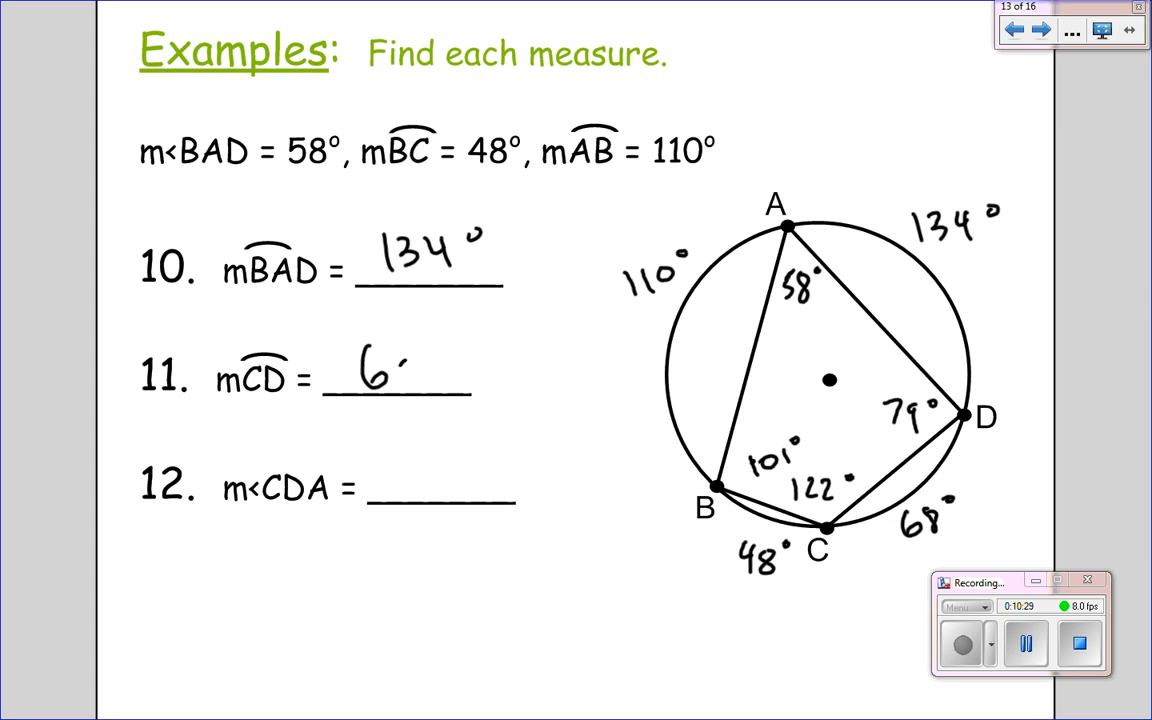 13 of 16
Examples: Find each measure.
m<BAD = 58°, mBC = 48°, mAB = 110°
10. mBAD = 134°
11. mCD = 6
12. m<CDA = ________
A
134°
110°
58°
79°
D
101°
122°
B
68°
48°
C
Recording...
Menu
0:10:29
8.0 fps